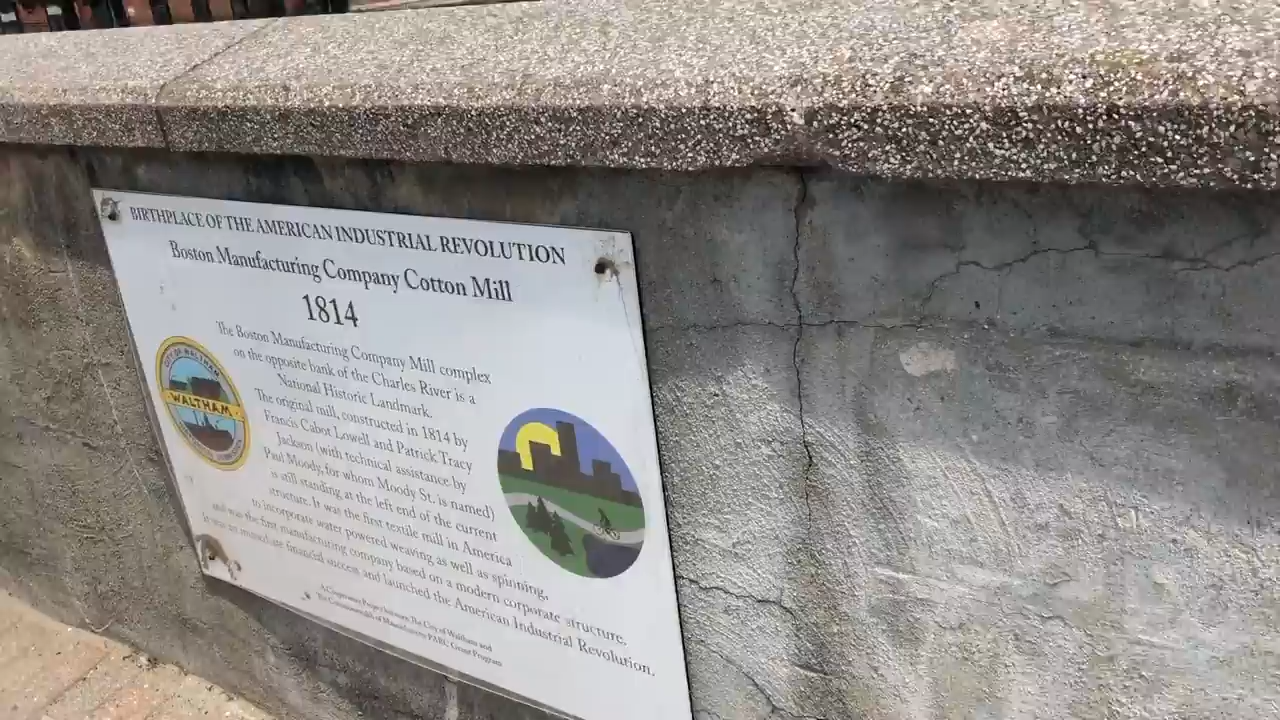 BIRTHPLACE OF THE AMERICAN INDUSTRIAL REVOLUTION
Boston Manufacturing Company Cotton Mill
1814
The Boston Manufacturing Company Mill complex
on the opposite bank of the Charles River is a
National Historic Landmark.
The original mill, constructed in 1814 by
Francis Cabot Lowell and Patrick Tracy
Jackson (with technical assistance by
Paul Moody, for whom Moody St. is named)
is still standing at the left end of the current
structure. It was the first textile mill in America
to incorporate water powered weaving as well as spinning,
and was the first manufacturing company based on a modern corporate structure.
It was an immediate financial success and launched the American Industrial Revolution.
A Cooperative Project between The City of Waltham and
The Commonwealth of Massachusetts PARC Grant Program
CITY OF WALTHAM
WALTHAM